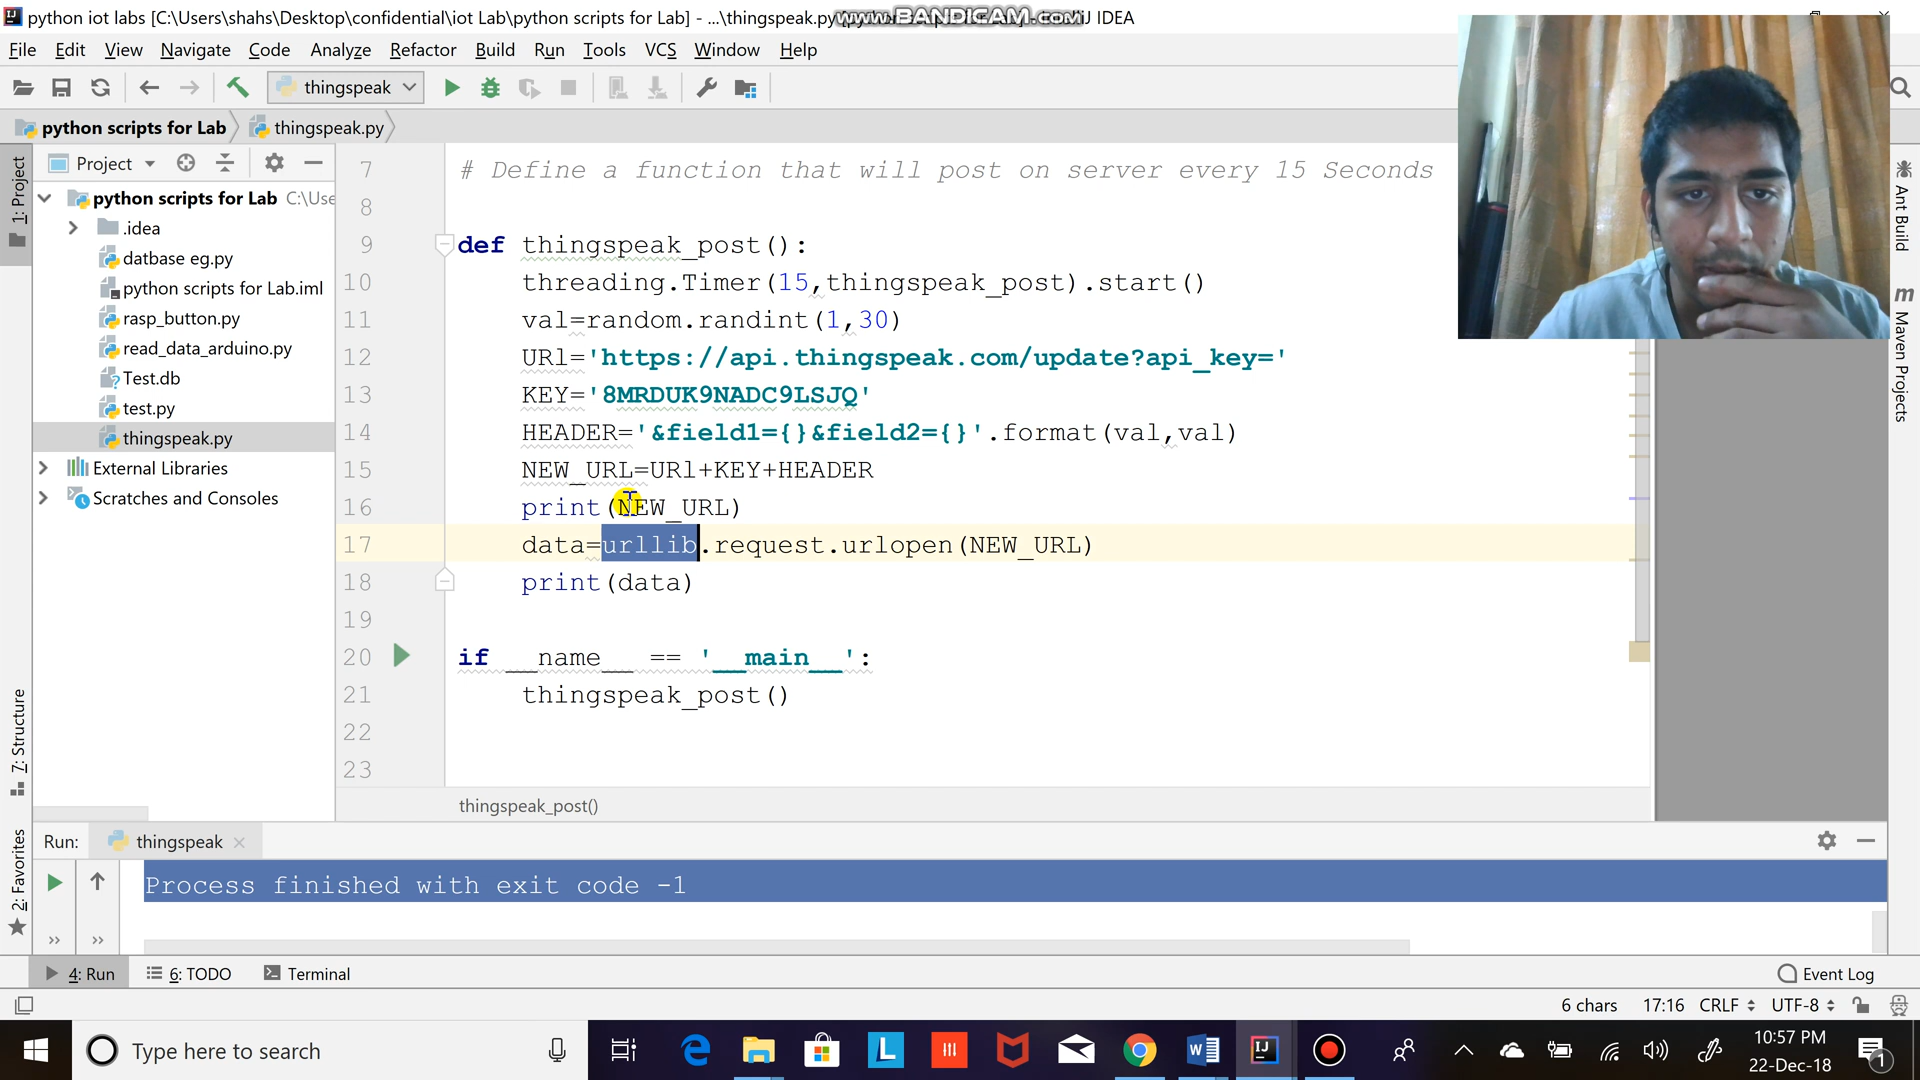 python iot labs [C:\Users\shahs\Desktop\confidential\iot Lab\python scripts for Lab] - ...\thingspeak.py [python scripts for Lab] - IntelliJ IDEA
www.BANDICAM.com
File Edit View Navigate Code Analyze Refactor Build Run Tools VCS Window Help
thingspeak
python scripts for Lab thingspeak.py
1: Project
Project
python scripts for Lab C:\Use
.idea
datbase eg.py
python scripts for Lab.iml
rasp_button.py
read_data_arduino.py
Test.db
test.py
thingspeak.py
External Libraries
Scratches and Consoles
7 # Define a function that will post on server every 15 Seconds
8
9 def thingspeak_post():
10 threading.Timer(15,thingspeak_post).start()
11 val=random.randint(1,30)
12 URl='https://api.thingspeak.com/update?api_key='
13 KEY='8MRDUK9NADC9LSJQ'
14 HEADER='&field1={}&field2={}'.format(val,val)
15 NEW_URL=URl+KEY+HEADER
16 print(NEW_URL)
17 data=urllib.request.urlopen(NEW_URL)
18 print(data)
19
20 if __name__ == '__main__':
21 thingspeak_post()
22
23
thingspeak_post()
Ant Build
m Maven Projects
7: Structure
2: Favorites
Run: thingspeak
Process finished with exit code -1
4: Run 6: TODO Terminal Event Log
6 chars 17:16 CRLF UTF-8
Type here to search
L
W
IJ
10:57 PM
22-Dec-18
1